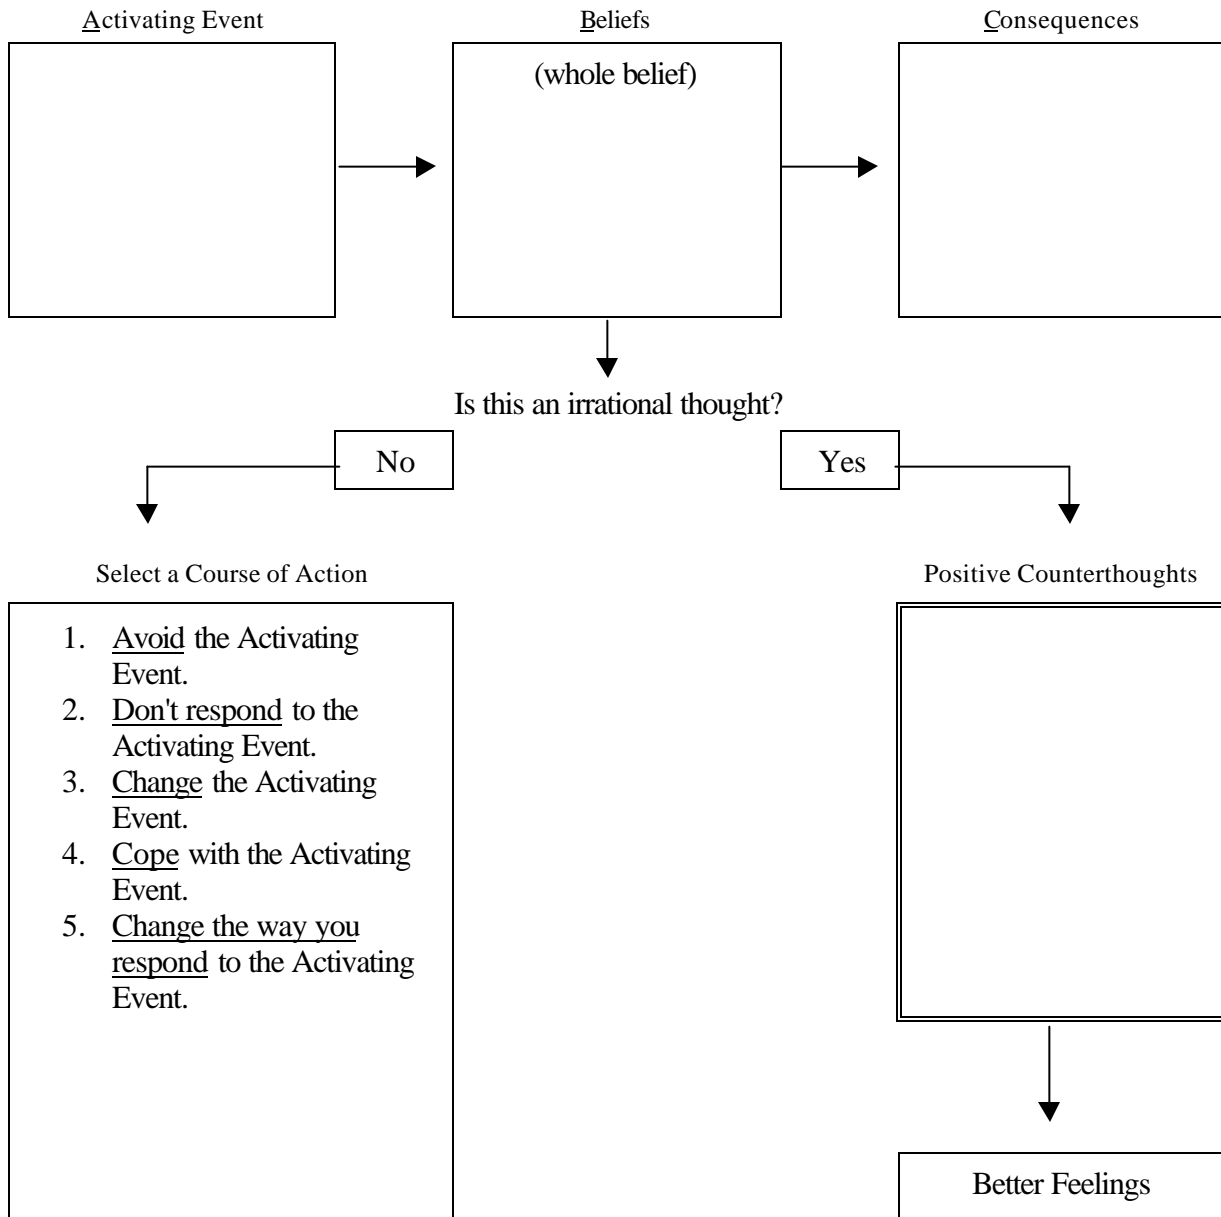 Activating Event
Beliefs
Consequences
(whole belief)
Is this an irrational thought?
No
Yes
Select a Course of Action
Positive Counterthoughts
1. Avoid the Activating
Event.
2. Don't respond to the
Activating Event.
3. Change the Activating
Event.
4. Cope with the Activating
Event.
5. Change the way you
respond to the Activating
Event.
Better Feelings